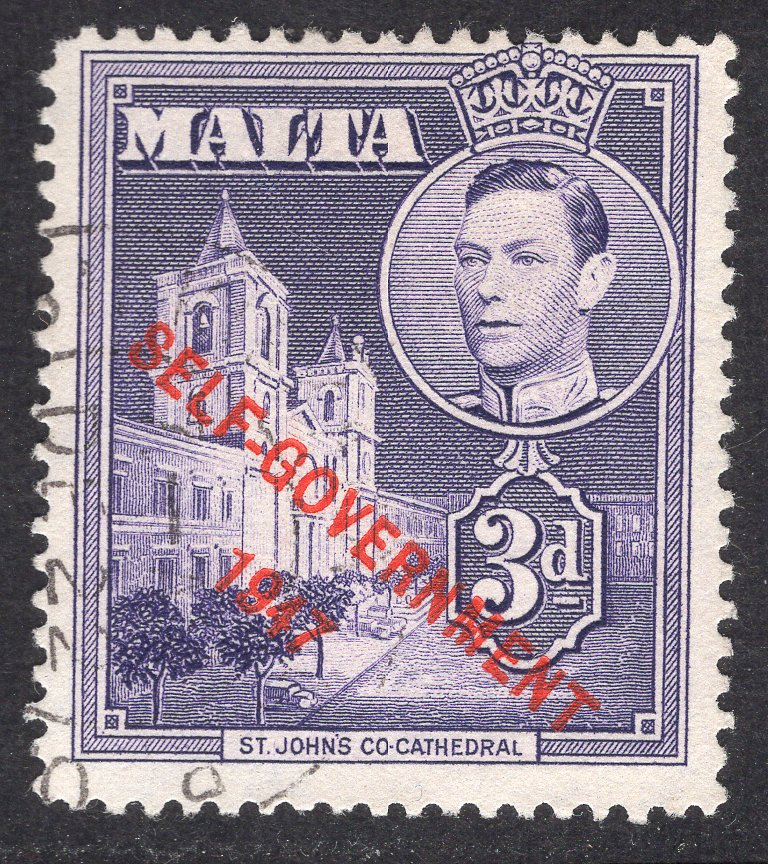 MALTA
SELF-GOVERNMENT
1947
3d
ST. JOHN'S CO-CATHEDRAL